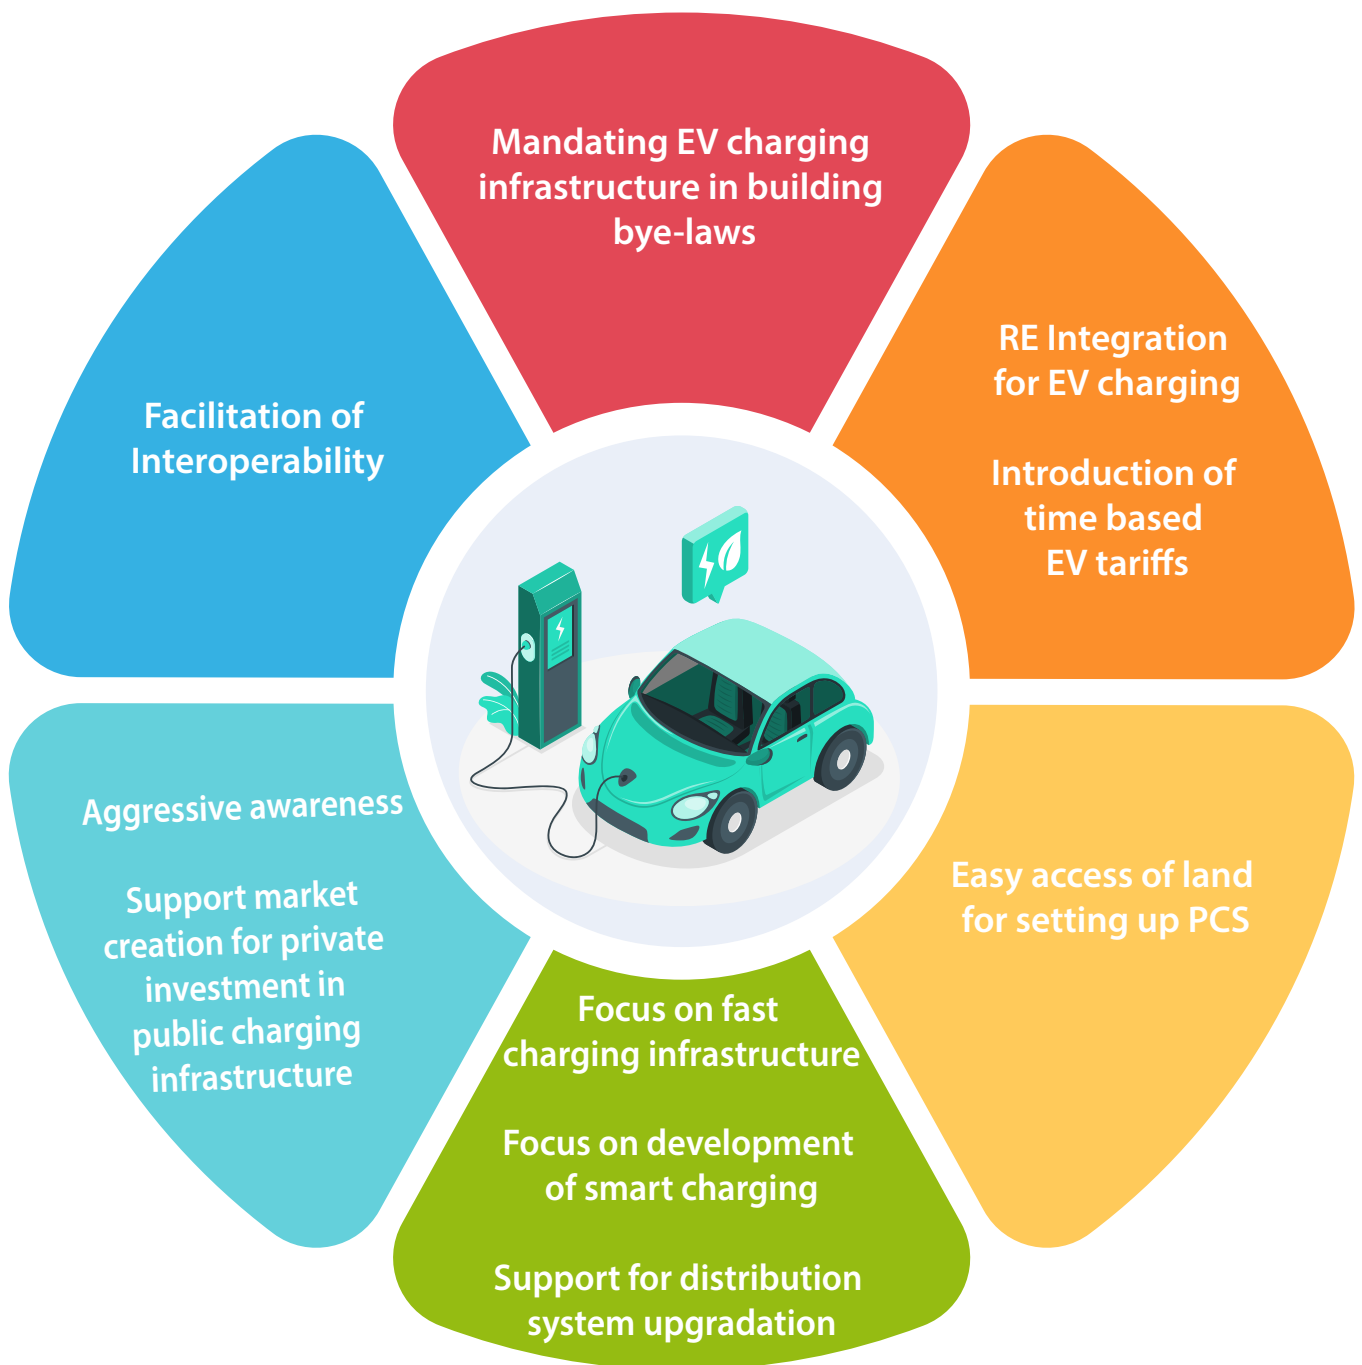 Mandating EV charging
infrastructure in building
bye-laws
RE Integration
for EV charging
Introduction of
time based
EV tariffs
Easy access of land
for setting up PCS
Focus on fast
charging infrastructure
Focus on development
of smart charging
Support for distribution
system upgradation
Aggressive awareness
Support market
creation for private
investment in
public charging
infrastructure
Facilitation of
Interoperability